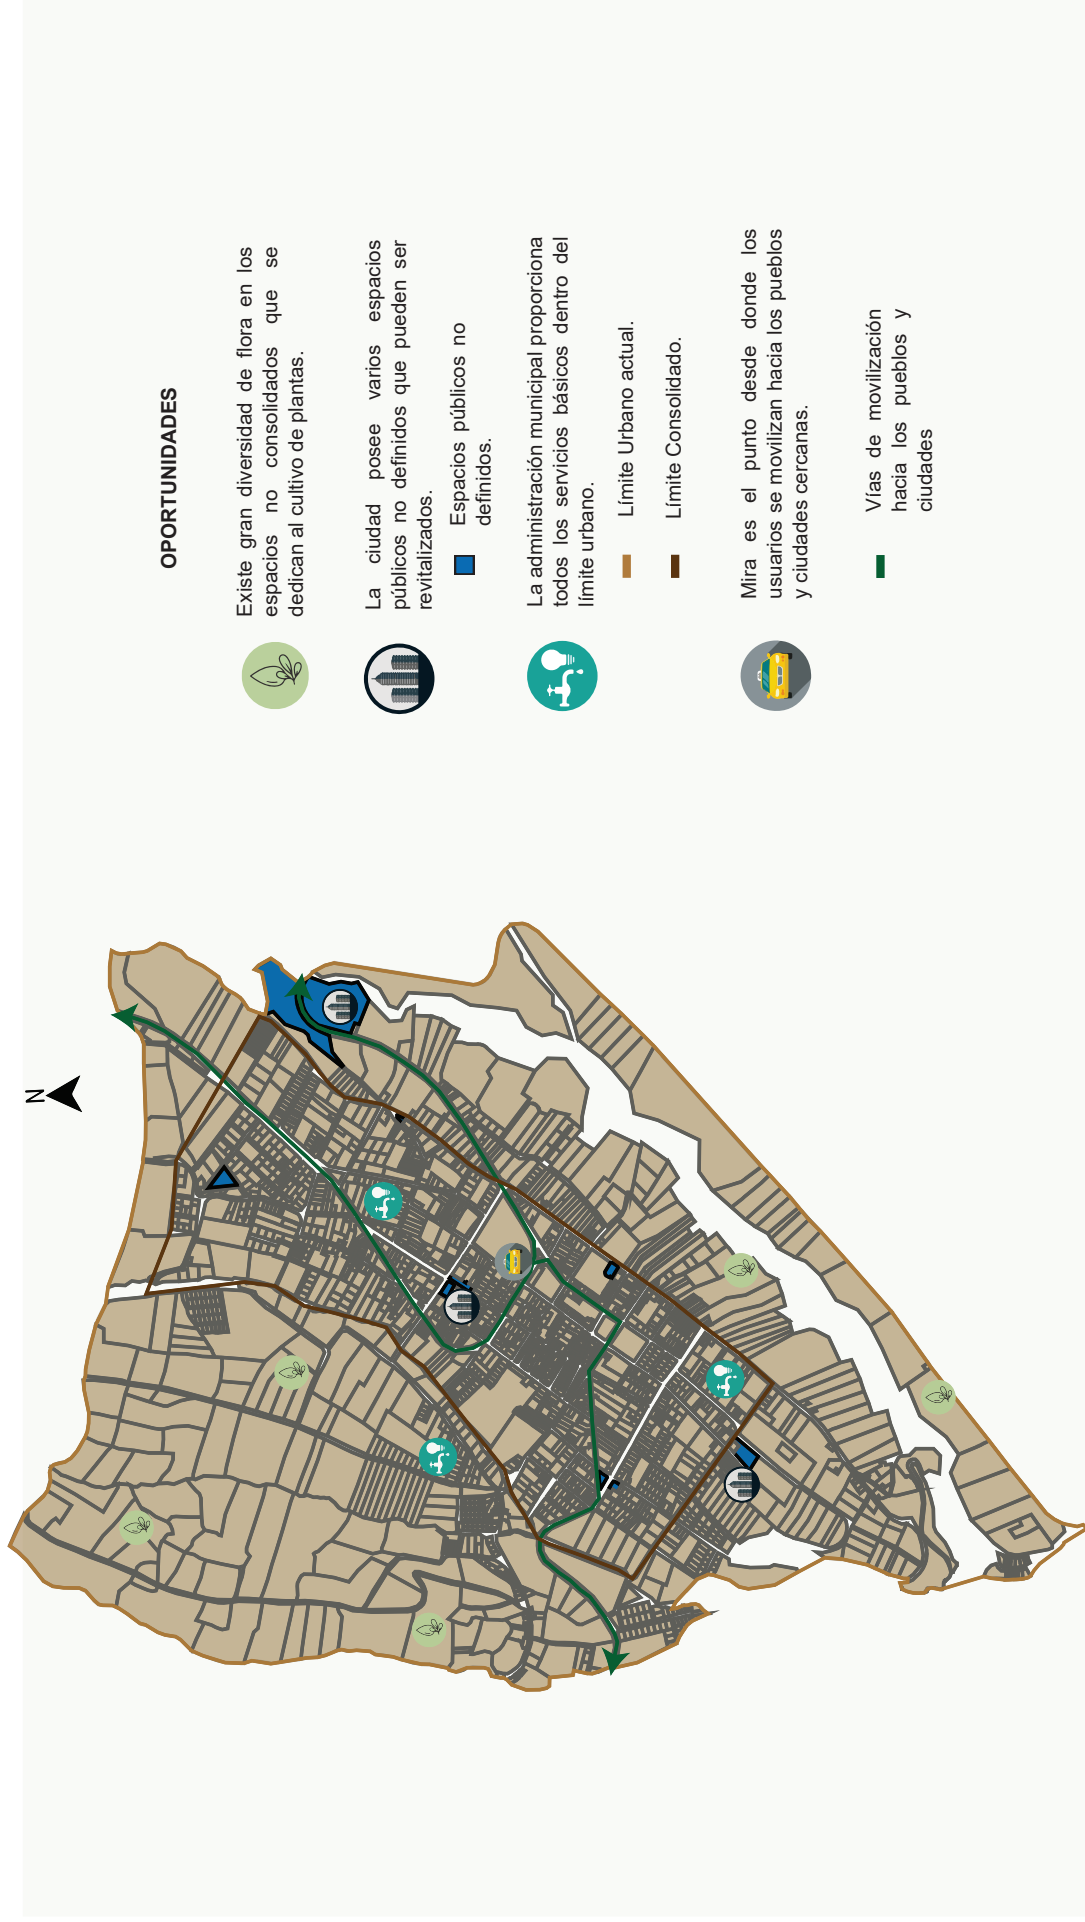 N
OPORTUNIDADES
Existe gran diversidad de flora en los
espacios no consolidados que se
dedican al cultivo de plantas.
La ciudad posee varios espacios
públicos no definidos que pueden ser
revitalizados.
Espacios públicos no
definidos.
La administración municipal proporciona
todos los servicios básicos dentro del
límite urbano.
Límite Urbano actual.
Límite Consolidado.
Mira es el punto desde donde los
usuarios se movilizan hacia los pueblos
y ciudades cercanas.
Vías de movilización
hacia los pueblos y
ciudades